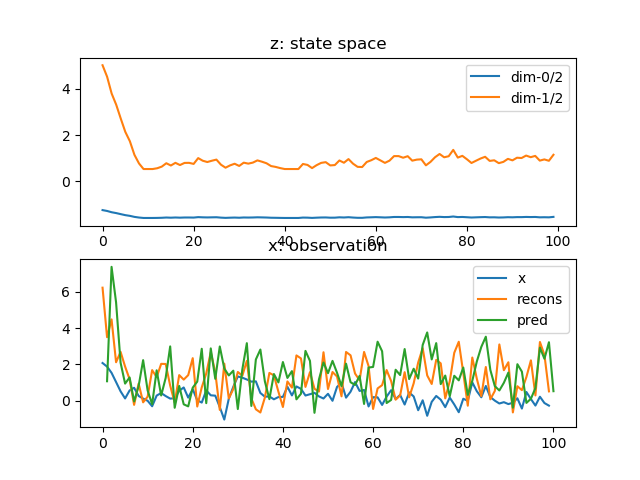 z: state space
4
2
0
dim-0/2
dim-1/2
0 20 40 60 80 100
x: observation
6
4
2
0
x
recons
pred
0 20 40 60 80 100